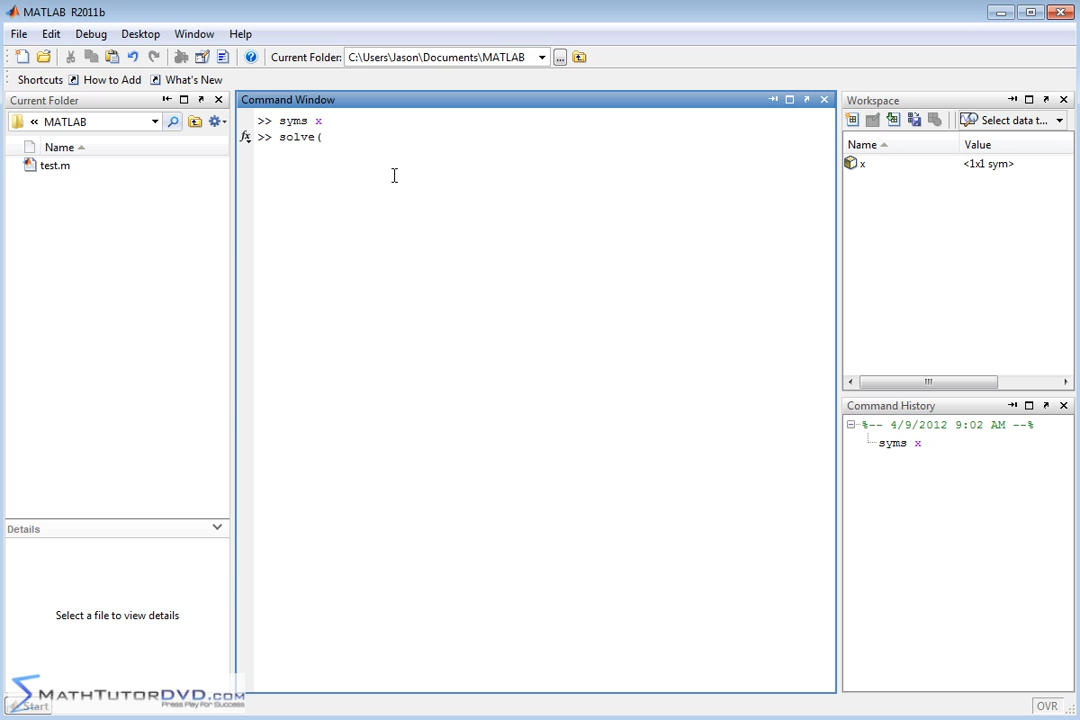 MATLAB R2011b
File Edit Debug Desktop Window Help
Current Folder: C:\Users\Jason\Documents\MATLAB ...
Shortcuts How to Add What's New
Current Folder
« MATLAB
Name
test.m
Details
Select a file to view details
Command Window
>> syms x
fx >> solve(
Workspace
Select data t...
Name Value
x <1x1 sym>
Command History
%-- 4/9/2012 9:02 AM --%
syms x
MATHTUTORDVD.COM
Press Play For Success
Start
OVR